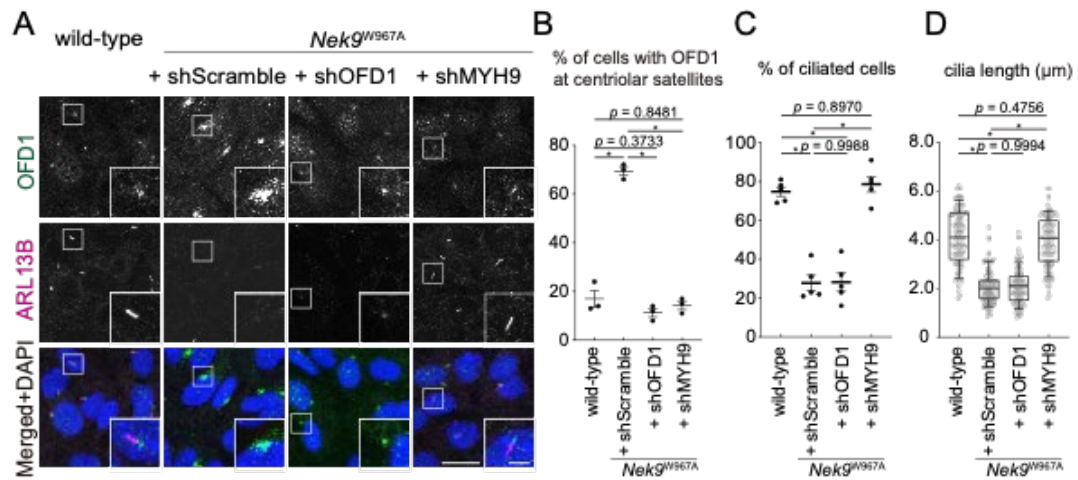 A
wild-type
Nek9W967A
+ shScramble
+ shOFD1
+ shMYH9
OFD1
ARL13B
Merged+DAPI
B
% of cells with OFD1
at centriolar satellites
p = 0.8481
*
p = 0.3733
* *
80
60
40
20
0
wild-type
+ shScramble
+ shOFD1
+ shMYH9
Nek9W967A
C
% of ciliated cells
p = 0.8970
*
*
* p = 0.9988
100
80
60
40
20
0
wild-type
+ shScramble
+ shOFD1
+ shMYH9
Nek9W967A
D
cilia length (μm)
p = 0.4756
*
*
* p = 0.9994
8.0
6.0
4.0
2.0
0
wild-type
+ shScramble
+ shOFD1
+ shMYH9
Nek9W967A